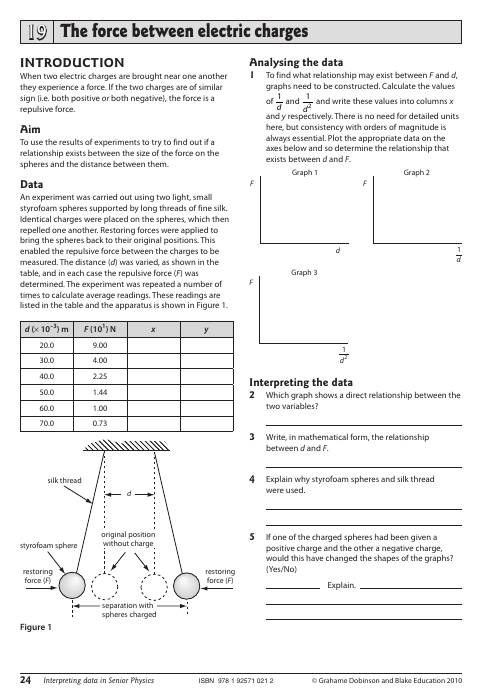 19 The force between electric charges
INTRODUCTION
When two electric charges are brought near one another
they experience a force. If the two charges are of similar
sign (i.e. both positive or both negative), the force is a
repulsive force.
Aim
To use the results of experiments to try to find out if a
relationship exists between the size of the force on the
spheres and the distance between them.
Data
An experiment was carried out using two light, small
styrofoam spheres supported by long threads of fine silk.
Identical charges were placed on the spheres, which then
repelled one another. Restoring forces were applied to
bring the spheres back to their original positions. This
enabled the repulsive force between the charges to be
measured. The distance (d) was varied, as shown in the
table, and in each case the repulsive force (F) was
determined. The experiment was repeated a number of
times to calculate average readings. These readings are
listed in the table and the apparatus is shown in Figure 1.
d (× 10⁻³) m F (10¹) N x y
20.0 9.00
30.0 4.00
40.0 2.25
50.0 1.44
60.0 1.00
70.0 0.73
silk thread
d
original position
without charge
styrofoam sphere
restoring
force (F)
restoring
force (F)
separation with
spheres charged
Figure 1
Analysing the data
1 To find what relationship may exist between F and d,
graphs need to be constructed. Calculate the values
of 1/d and 1/d² and write these values into columns x
and y respectively. There is no need for detailed units
here, but consistency with orders of magnitude is
always essential. Plot the appropriate data on the
axes below and so determine the relationship that
exists between d and F.
Graph 1
F
d
Graph 2
F
1/d
Graph 3
F
1/d²
Interpreting the data
2 Which graph shows a direct relationship between the
two variables?
3 Write, in mathematical form, the relationship
between d and F.
4 Explain why styrofoam spheres and silk thread
were used.
5 If one of the charged spheres had been given a
positive charge and the other a negative charge,
would this have changed the shapes of the graphs?
(Yes/No)
Explain.
24 Interpreting data in Senior Physics ISBN 978 1 92571 021 2 © Grahame Dobinson and Blake Education 2010